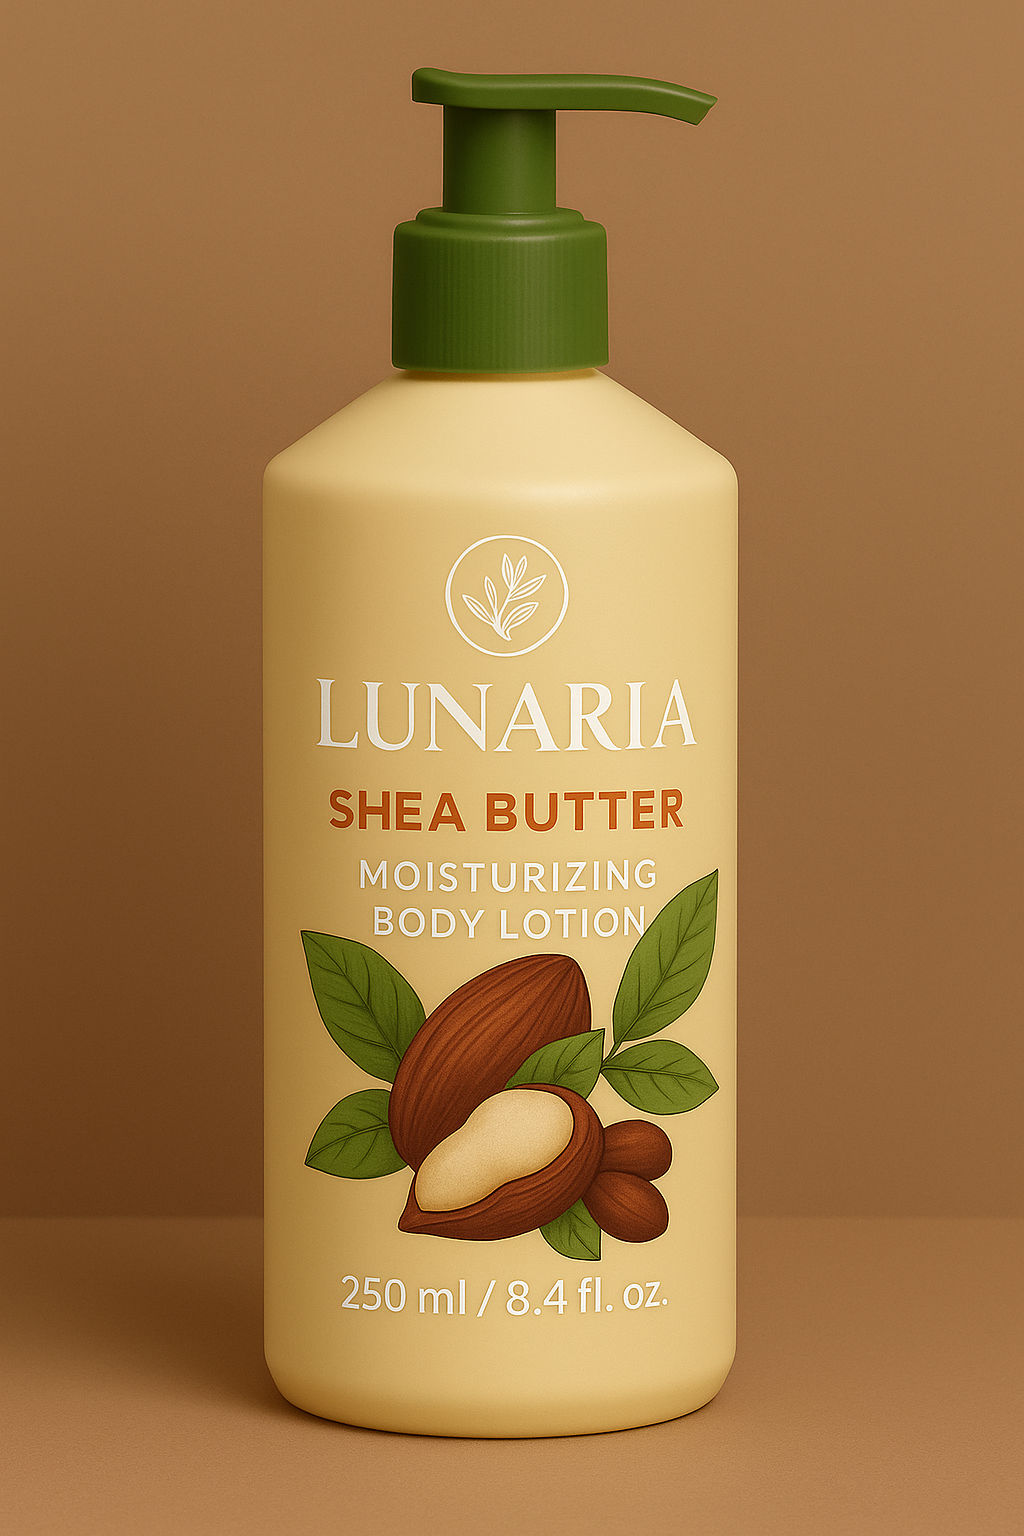 LUNARIA
SHEA BUTTER
MOISTURIZING
BODY LOTION
250 ml / 8.4 fl. oz.